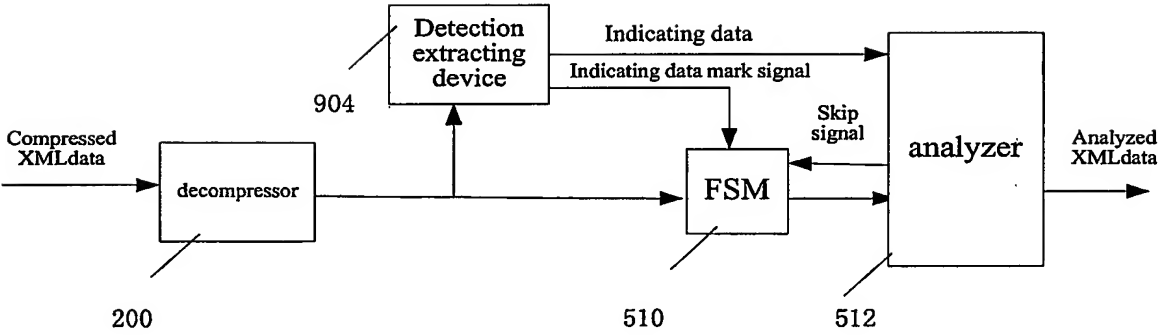 Detection
extracting
device
904
Indicating data
Indicating data mark signal
Skip
signal
Compressed
XMLdata
decompressor
FSM
analyzer
Analyzed
XMLdata
200
510
512